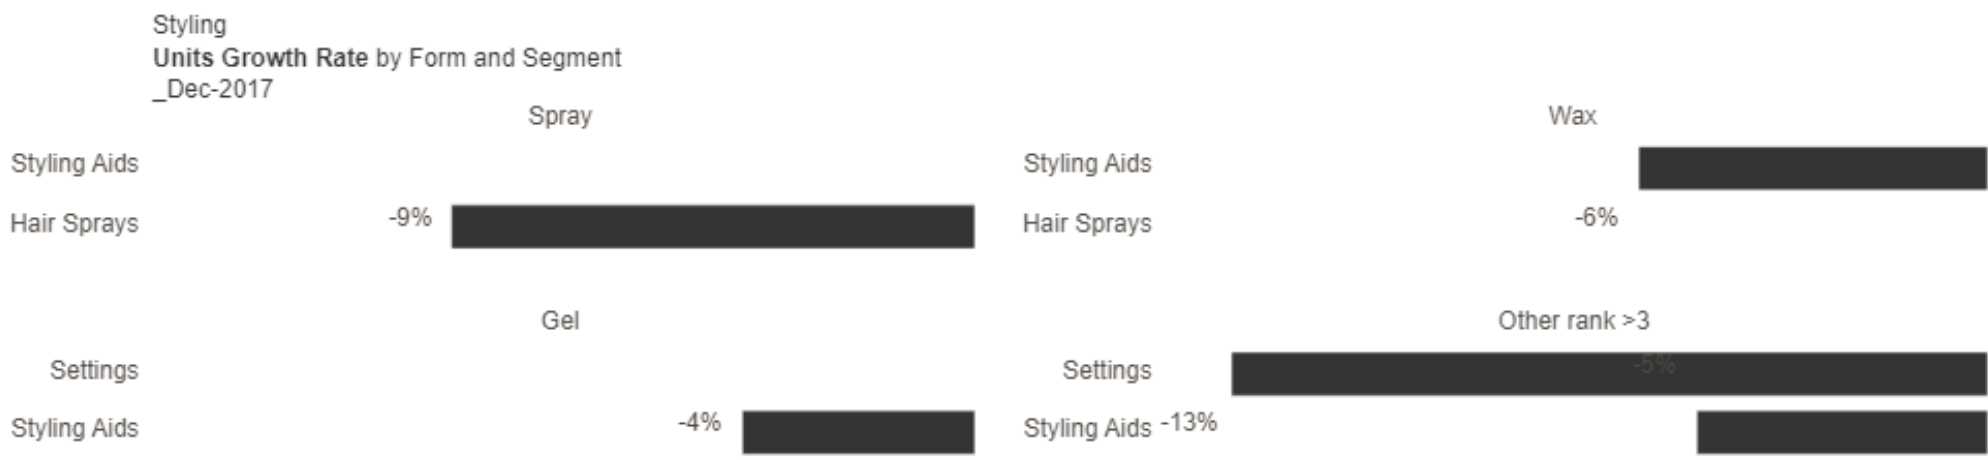 Styling
Units Growth Rate by Form and Segment
_Dec-2017
Spray
Styling Aids
Hair Sprays -9%
Wax
Styling Aids
Hair Sprays -6%
Gel
Settings
Styling Aids -4%
Other rank >3
Settings -5%
Styling Aids -13%